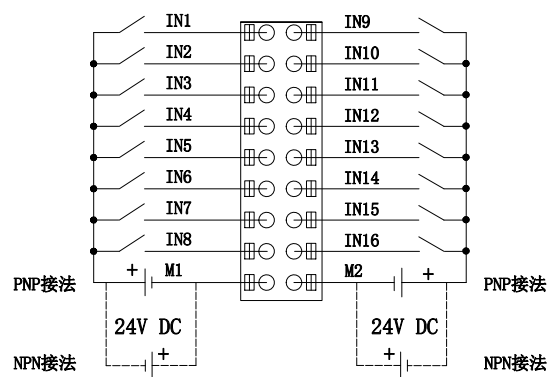 IN1 IN9
IN2 IN10
IN3 IN11
IN4 IN12
IN5 IN13
IN6 IN14
IN7 IN15
IN8 IN16
+ M1 M2 +
PNP接法 PNP接法
24V DC 24V DC
+ +
NPN接法 NPN接法